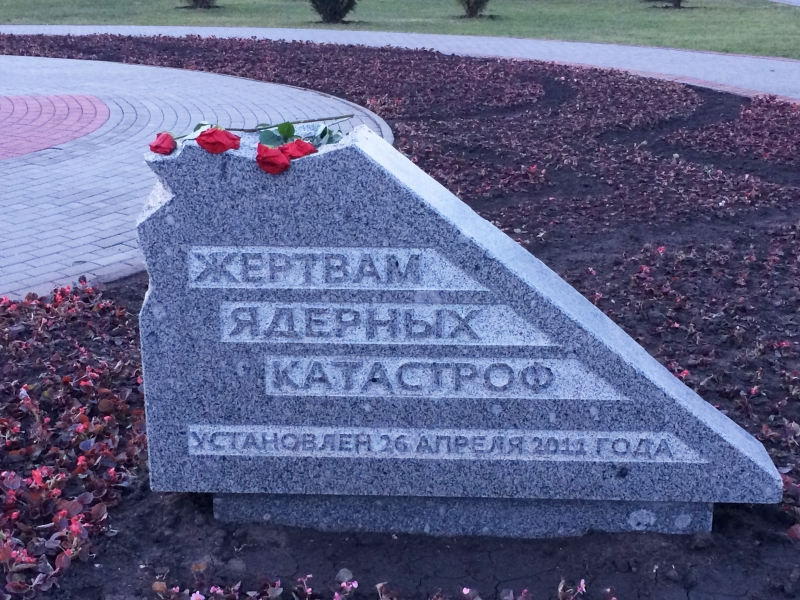 ЖЕРТВАМ
ЯДЕРНЫХ
КАТАСТРОФ
УСТАНОВЛЕН 26 АПРЕЛЯ 2011 ГОДА